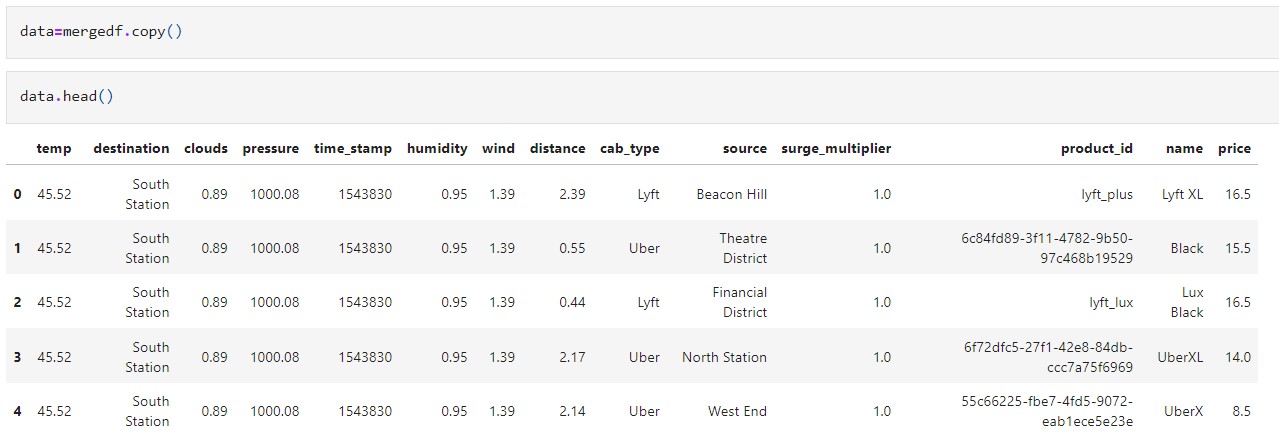 data=mergedf.copy()
data.head()
temp destination clouds pressure time_stamp humidity wind distance cab_type source surge_multiplier product_id name price
0 45.52 South Station 0.89 1000.08 1543830 0.95 1.39 2.39 Lyft Beacon Hill 1.0 lyft_plus Lyft XL 16.5
1 45.52 South Station 0.89 1000.08 1543830 0.95 1.39 0.55 Uber Theatre District 1.0 6c84fd89-3f11-4782-9b50-97c468b19529 Black 15.5
2 45.52 South Station 0.89 1000.08 1543830 0.95 1.39 0.44 Lyft Financial District 1.0 lyft_lux Lux Black 16.5
3 45.52 South Station 0.89 1000.08 1543830 0.95 1.39 2.17 Uber North Station 1.0 6f72dfc5-27f1-42e8-84db-ccc7a75f6969 UberXL 14.0
4 45.52 South Station 0.89 1000.08 1543830 0.95 1.39 2.14 Uber West End 1.0 55c66225-fbe7-4fd5-9072-eab1ece5e23e UberX 8.5